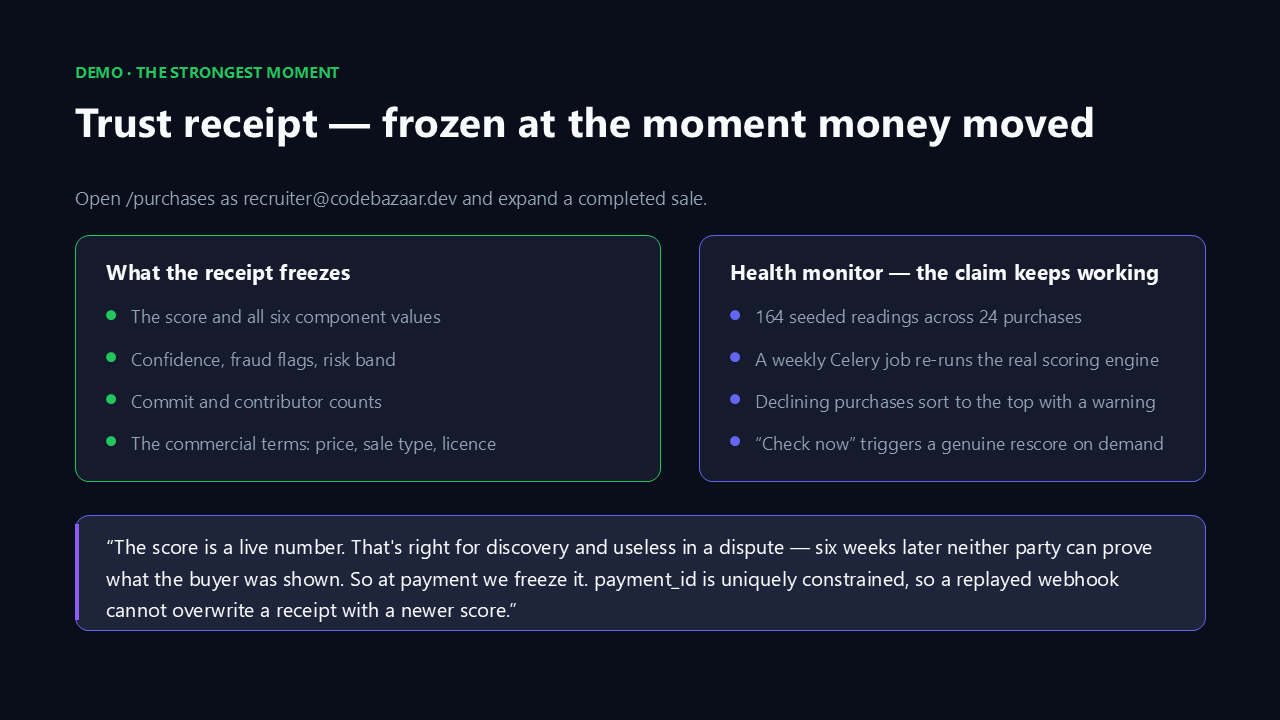 DEMO · THE STRONGEST MOMENT
Trust receipt — frozen at the moment money moved
Open /purchases as recruiter@codebazaar.dev and expand a completed sale.
What the receipt freezes
The score and all six component values
Confidence, fraud flags, risk band
Commit and contributor counts
The commercial terms: price, sale type, licence
Health monitor — the claim keeps working
164 seeded readings across 24 purchases
A weekly Celery job re-runs the real scoring engine
Declining purchases sort to the top with a warning
“Check now” triggers a genuine rescore on demand
“The score is a live number. That's right for discovery and useless in a dispute — six weeks later neither party can prove
what the buyer was shown. So at payment we freeze it. payment_id is uniquely constrained, so a replayed webhook
cannot overwrite a receipt with a newer score.”